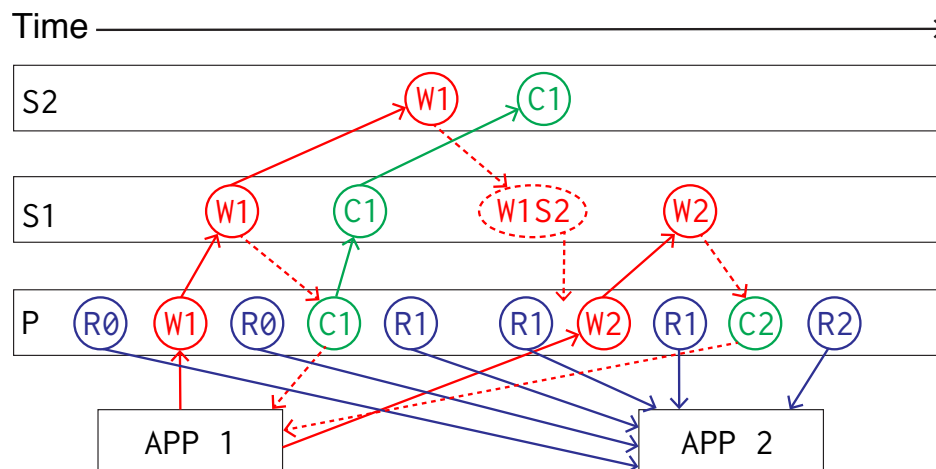 Time
S2 W1 C1
S1 W1 C1 W1S2 W2
P R0 W1 R0 C1 R1 R1 W2 R1 C2 R2
APP 1 APP 2